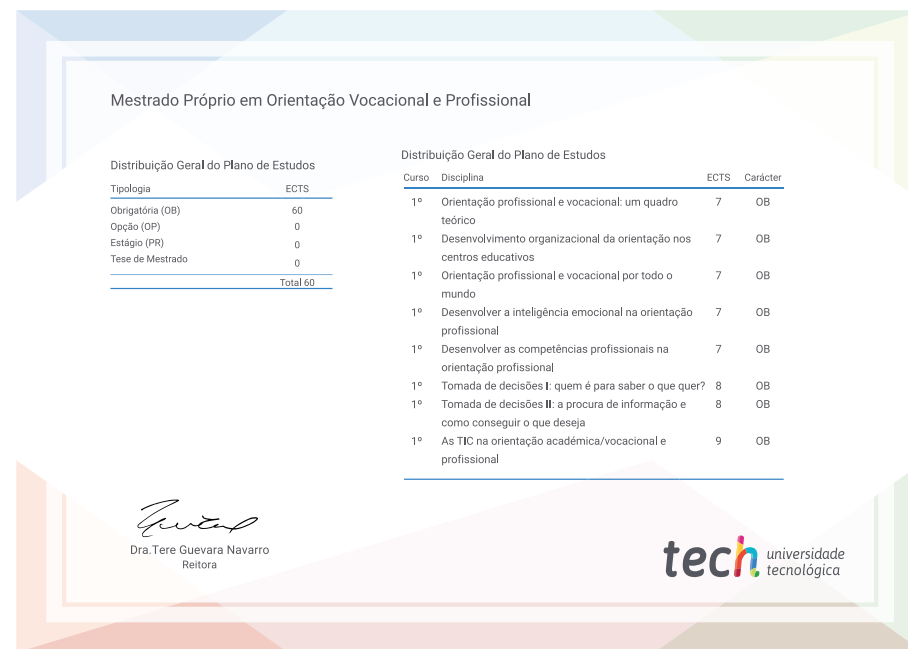 Mestrado Próprio em Orientação Vocacional e Profissional
Distribuição Geral do Plano de Estudos
Tipologia ECTS
Obrigatória (OB) 60
Opção (OP) 0
Estágio (PR) 0
Tese de Mestrado 0
Total 60
Distribuição Geral do Plano de Estudos
Curso Disciplina ECTS Carácter
1º Orientação profissional e vocacional: um quadro 7 OB
teórico
1º Desenvolvimento organizacional da orientação nos 7 OB
centros educativos
1º Orientação profissional e vocacional por todo o 7 OB
mundo
1º Desenvolver a inteligência emocional na orientação 7 OB
profissional
1º Desenvolver as competências profissionais na 7 OB
orientação profissional
1º Tomada de decisões I: quem é para saber o que quer? 8 OB
1º Tomada de decisões II: a procura de informação e 8 OB
como conseguir o que deseja
1º As TIC na orientação académica/vocacional e 9 OB
profissional
Dra.Tere Guevara Navarro
Reitora
tech universidade
tecnológica